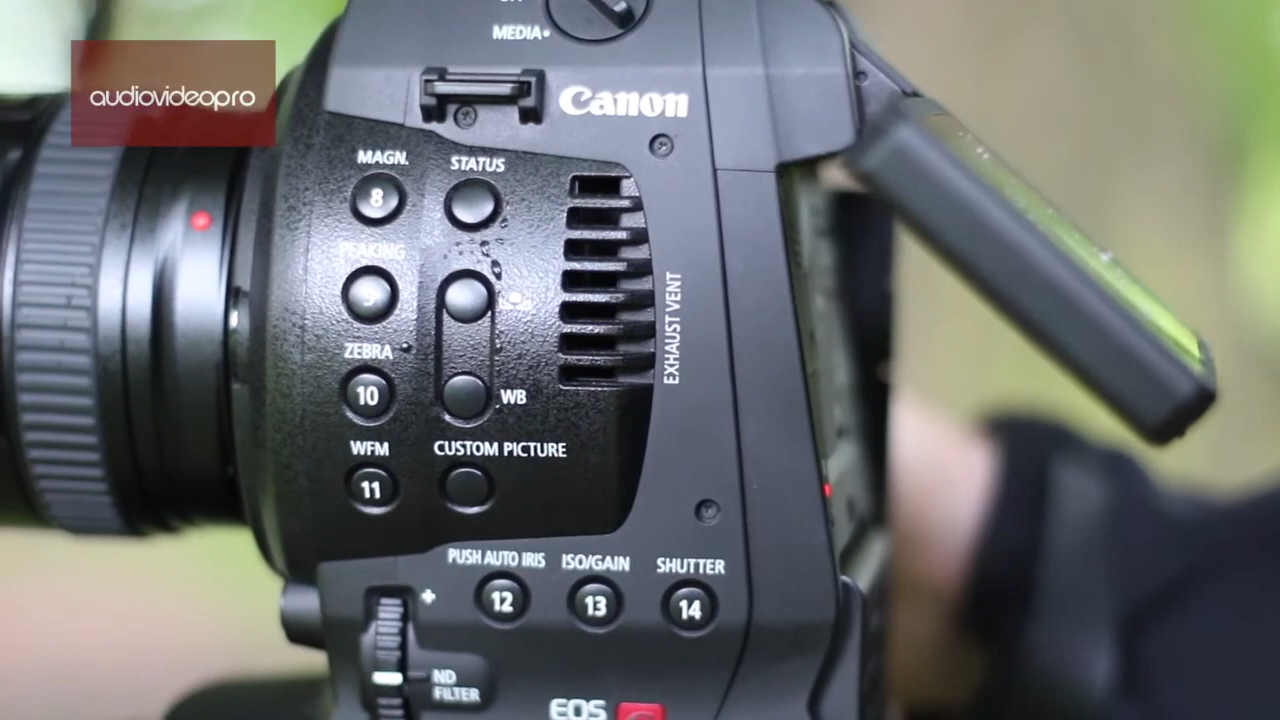 MEDIA
audiovideopro
Canon
MAGN.
STATUS
8
PEAKING
9
EXHAUST VENT
ZEBRA
10
WB
WFM
CUSTOM PICTURE
11
PUSH AUTO IRIS
ISO/GAIN
SHUTTER
12
13
14
+
ND
FILTER
EOS C